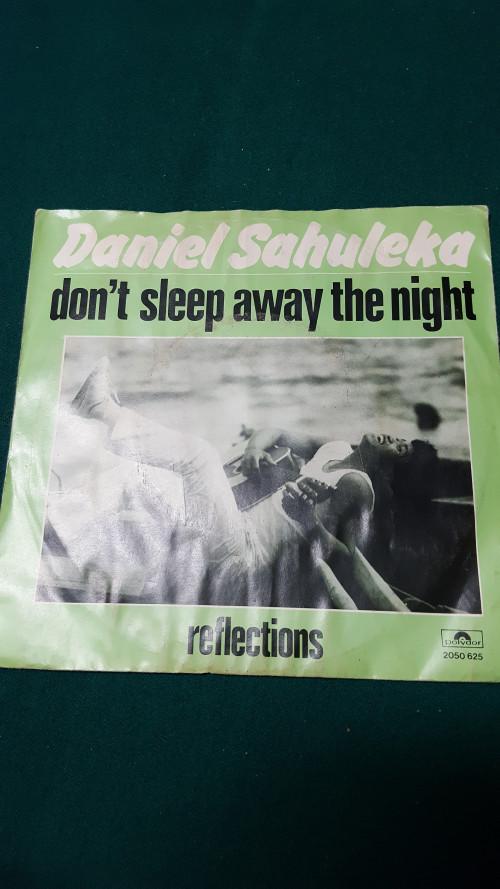 Daniel Sahuleka
don't sleep away the night
reflections
Polydor
2050 625